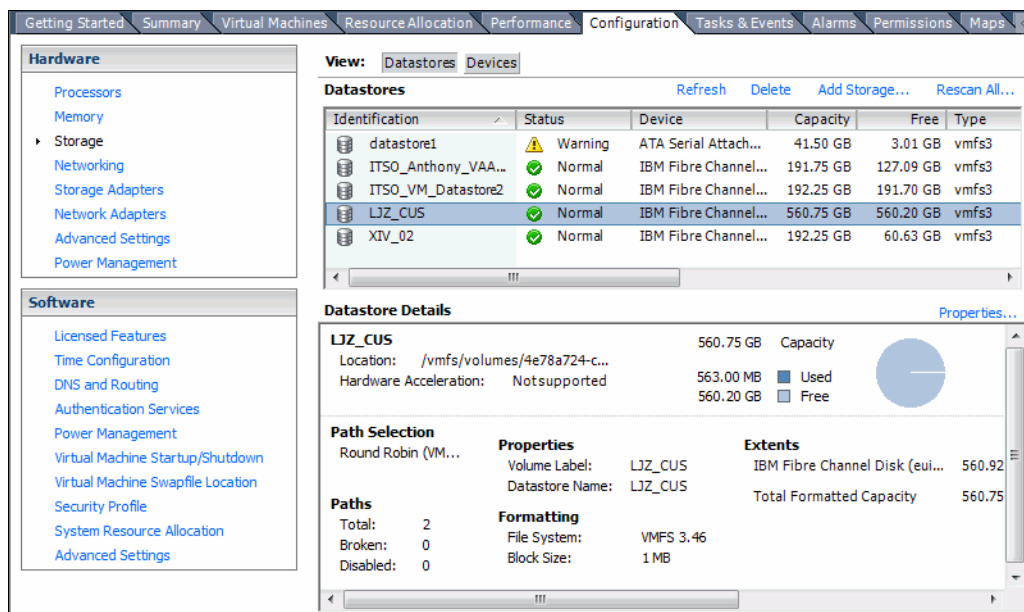 Getting Started Summary Virtual Machines Resource Allocation Performance Configuration Tasks & Events Alarms Permissions Maps
Hardware
Processors
Memory
Storage
Networking
Storage Adapters
Network Adapters
Advanced Settings
Power Management
Software
Licensed Features
Time Configuration
DNS and Routing
Authentication Services
Power Management
Virtual Machine Startup/Shutdown
Virtual Machine Swapfile Location
Security Profile
System Resource Allocation
Advanced Settings
View: Datastores Devices
Datastores Refresh Delete Add Storage... Rescan All...
Identification Status Device Capacity Free Type
datastore1 Warning ATA Serial Attach... 41.50 GB 3.01 GB vmfs3
ITSO_Anthony_VAA... Normal IBM Fibre Channel... 191.75 GB 127.09 GB vmfs3
ITSO_VM_Datastore2 Normal IBM Fibre Channel... 192.25 GB 191.70 GB vmfs3
LJZ_CUS Normal IBM Fibre Channel... 560.75 GB 560.20 GB vmfs3
XIV_02 Normal IBM Fibre Channel... 192.25 GB 60.63 GB vmfs3
Datastore Details Properties...
LJZ_CUS 560.75 GB Capacity
Location: /vmfs/volumes/4e78a724-c...
Hardware Acceleration: Not supported 563.00 MB Used
560.20 GB Free
Path Selection
Round Robin (VM...
Paths
Total: 2
Broken: 0
Disabled: 0
Properties
Volume Label: LJZ_CUS
Datastore Name: LJZ_CUS
Formatting
File System: VMFS 3.46
Block Size: 1 MB
Extents
IBM Fibre Channel Disk (eui... 560.92
Total Formatted Capacity 560.75